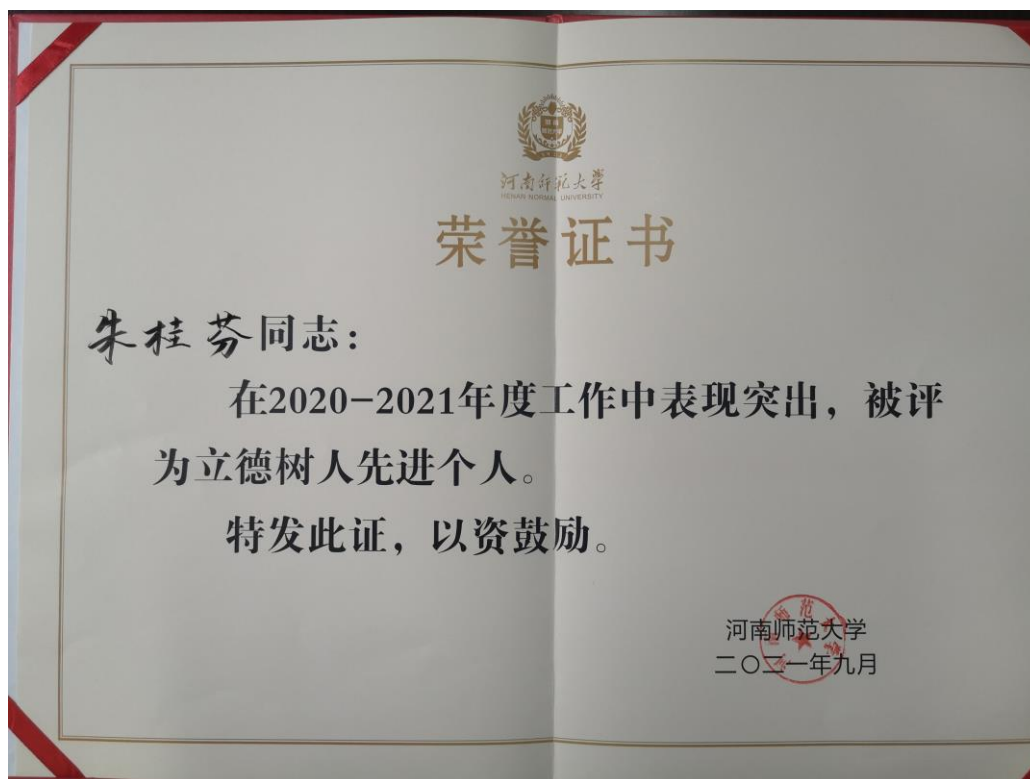 河南师范大学
HENAN NORMAL UNIVERSITY
荣誉证书
朱桂芬同志：
在2020-2021年度工作中表现突出，被评
为立德树人先进个人。
特发此证，以资鼓励。
河南师范大学
二〇二一年九月